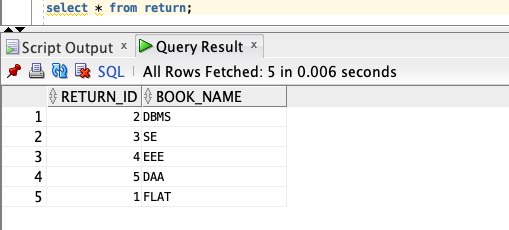 select * from return;
Script Output x Query Result x
SQL All Rows Fetched: 5 in 0.006 seconds
RETURN_ID BOOK_NAME
1 2 DBMS
2 3 SE
3 4 EEE
4 5 DAA
5 1 FLAT